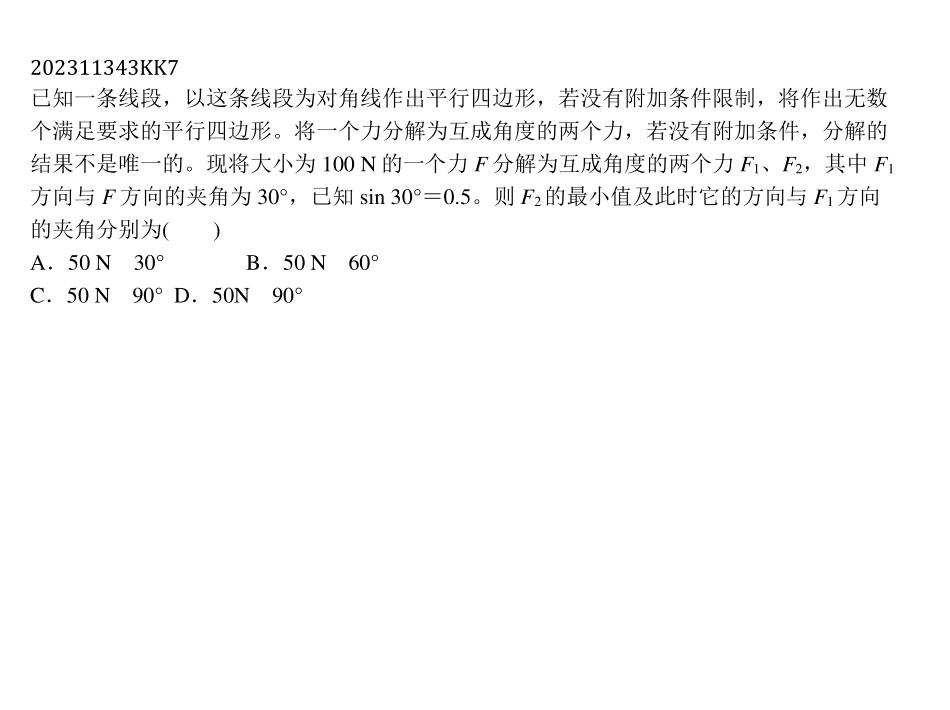 202311343KK7
已知一条线段，以这条线段为对角线作出平行四边形，若没有附加条件限制，将作出无数
个满足要求的平行四边形。将一个力分解为互成角度的两个力，若没有附加条件，分解的
结果不是唯一的。现将大小为 100 N 的一个力 F 分解为互成角度的两个力 F₁、F₂，其中 F₁
方向与 F 方向的夹角为 30°，已知 sin 30°＝0.5。则 F₂的最小值及此时它的方向与 F₁方向
的夹角分别为(　　)
A．50 N　30°　　　　B．50 N　60°
C．50 N　90° D．50N　90°